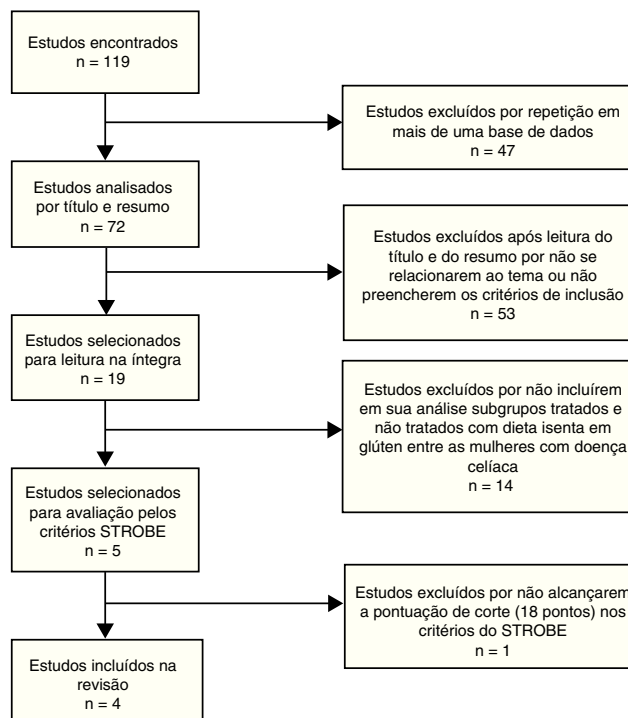 Estudos encontrados
n = 119
Estudos excluídos por repetição em
mais de uma base de dados
n = 47
Estudos analisados
por título e resumo
n = 72
Estudos excluídos após leitura do
título e do resumo por não se
relacionarem ao tema ou não
preencherem os critérios de inclusão
n = 53
Estudos selecionados
para leitura na íntegra
n = 19
Estudos excluídos por não incluírem
em sua análise subgrupos tratados e
não tratados com dieta isenta em
glúten entre as mulheres com doença
celíaca
n = 14
Estudos selecionados
para avaliação pelos
critérios STROBE
n = 5
Estudos excluídos por não alcançarem
a pontuação de corte (18 pontos) nos
critérios do STROBE
n = 1
Estudos incluídos na
revisão
n = 4